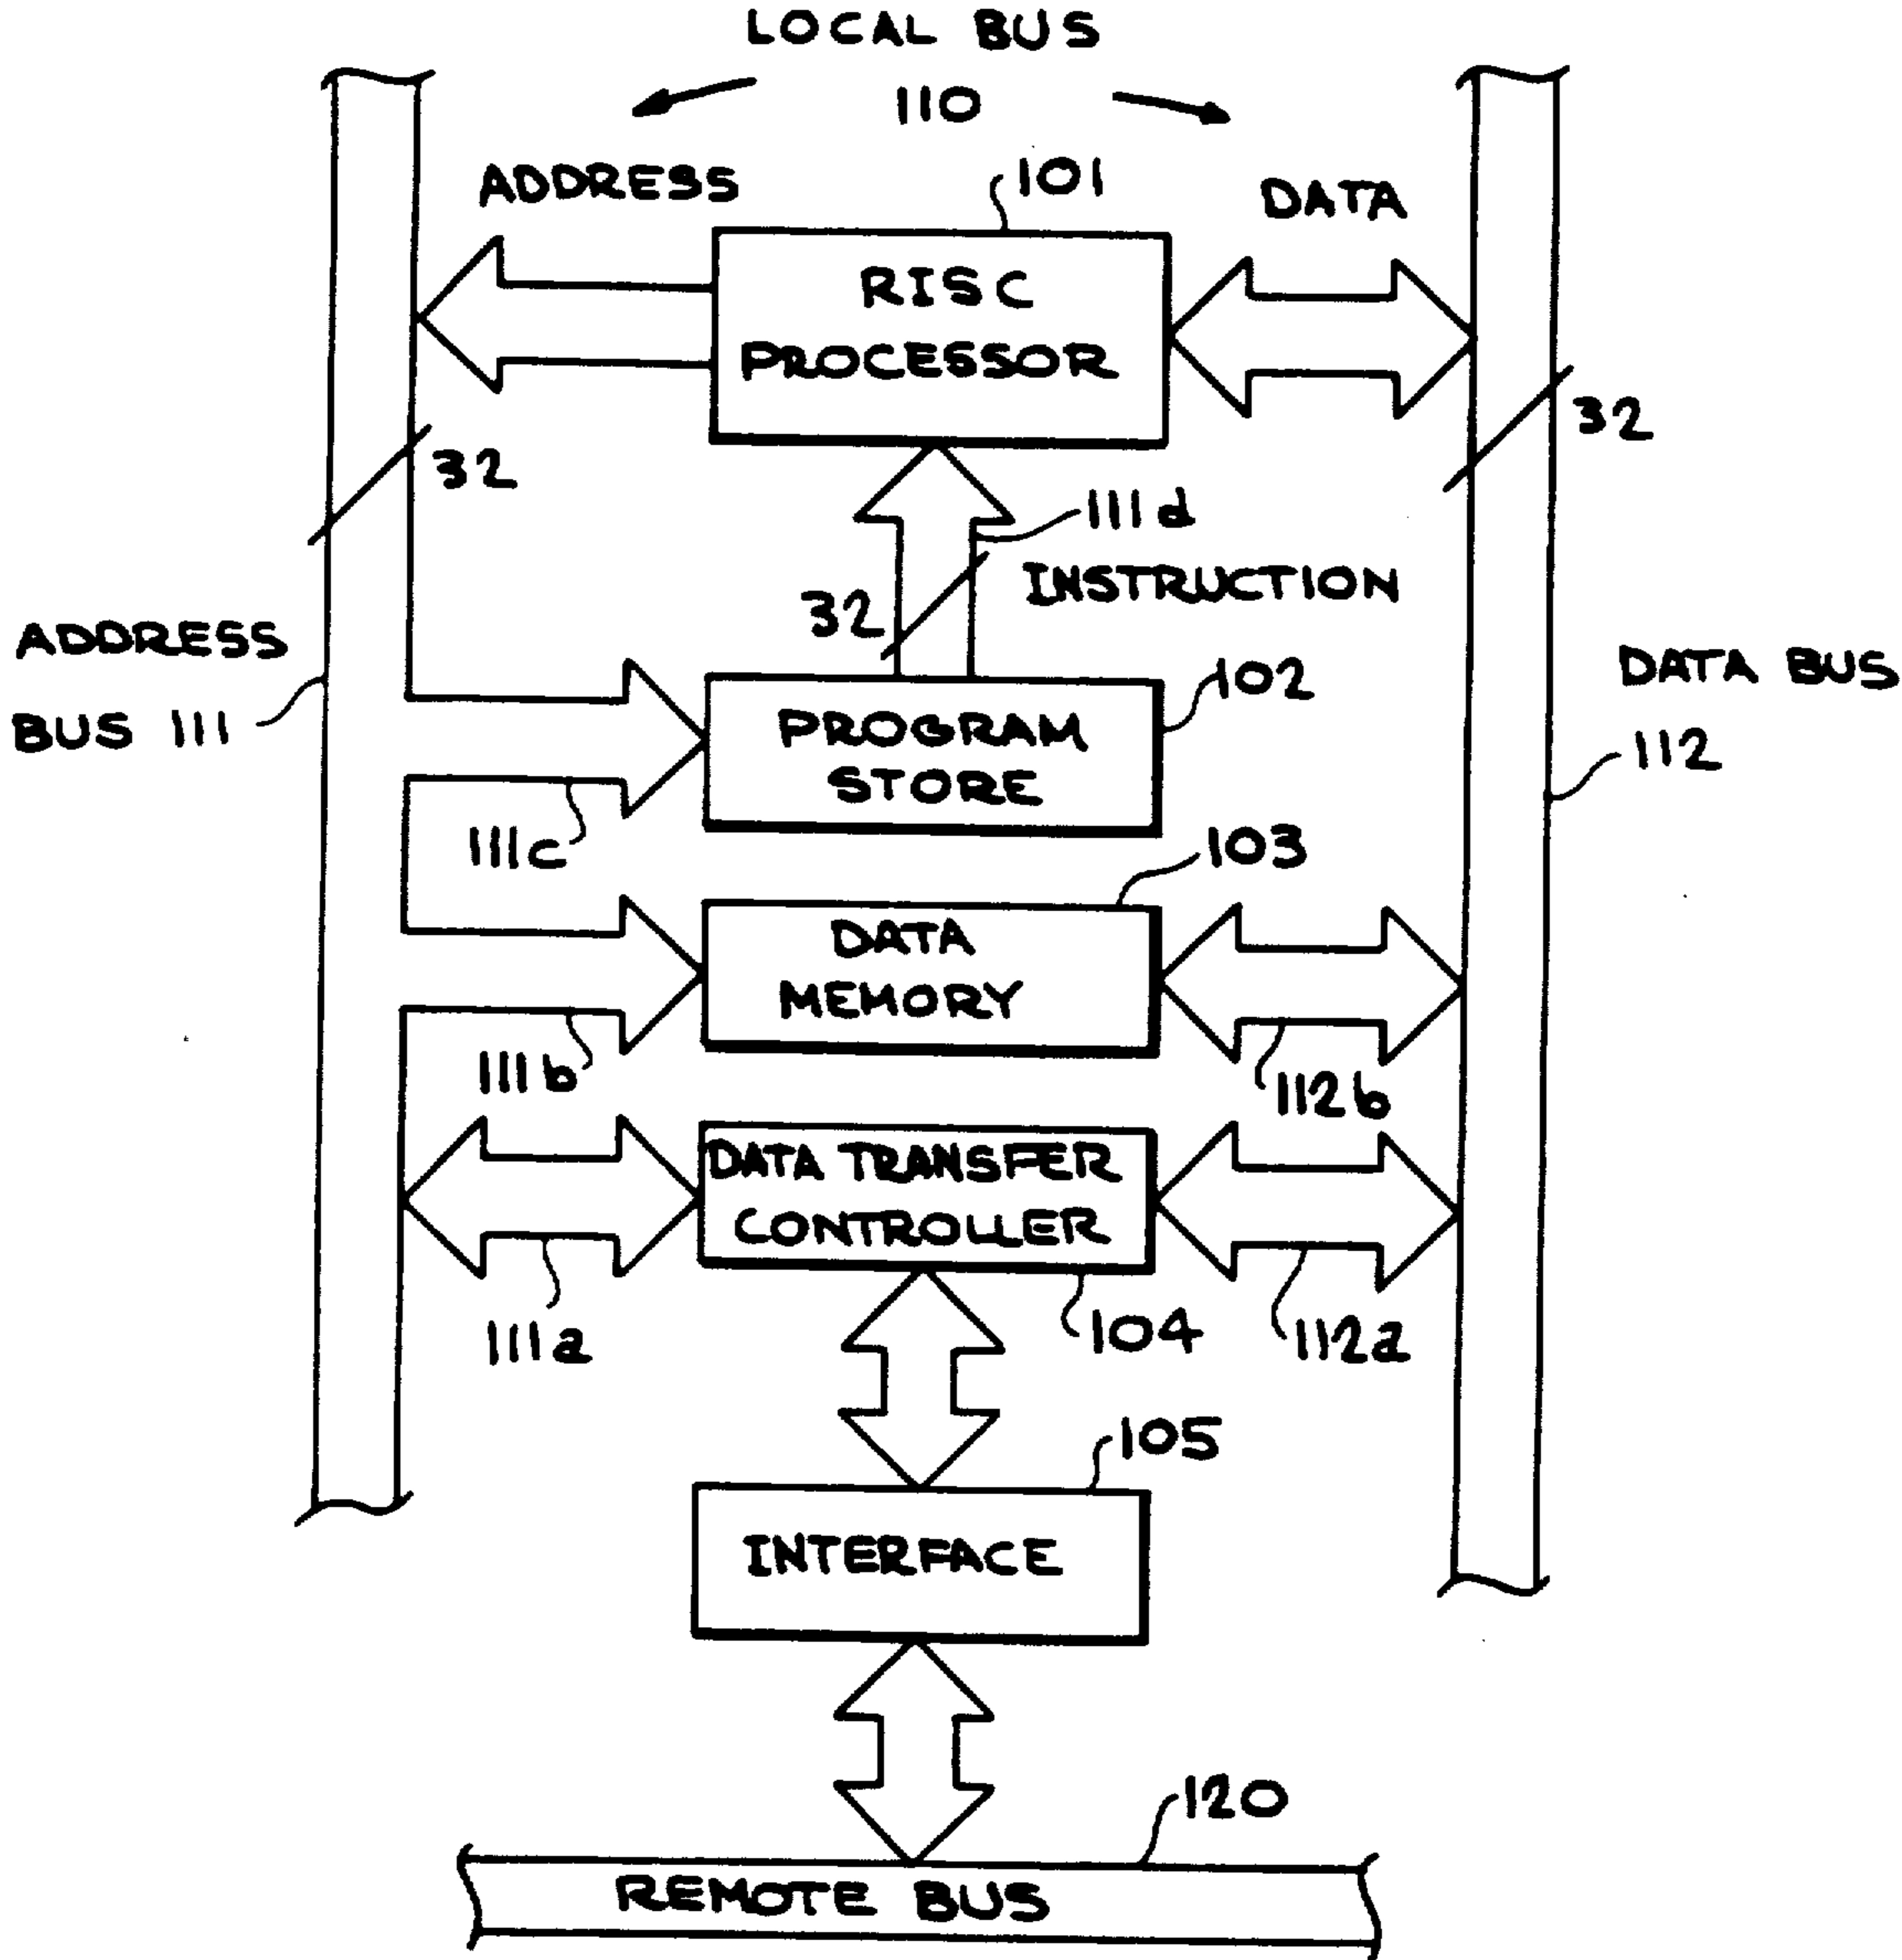 LOCAL BUS
110
ADDRESS
101
DATA
RISC
PROCESSOR
32
32
111d
INSTRUCTION
32
ADDRESS
BUS 111
102
DATA BUS
112
PROGRAM
STORE
111c
103
DATA
MEMORY
111b
112b
DATA TRANSFER
CONTROLLER
111a
104
112a
105
INTERFACE
120
REMOTE BUS